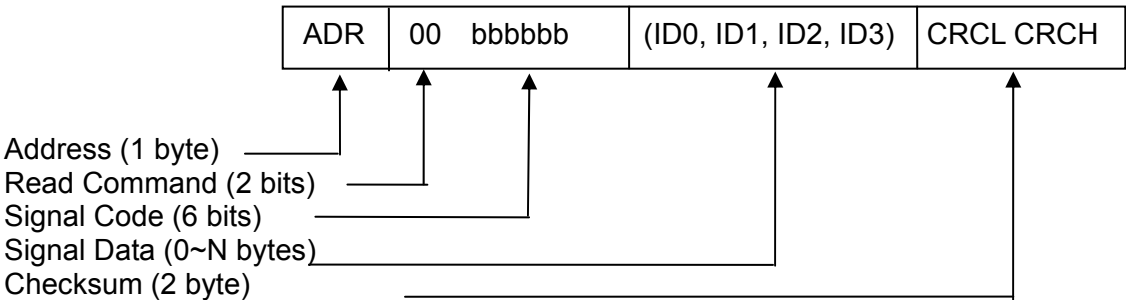 ADR 00 bbbbbb (ID0, ID1, ID2, ID3) CRCL CRCH
Address (1 byte)
Read Command (2 bits)
Signal Code (6 bits)
Signal Data (0~N bytes)
Checksum (2 byte)